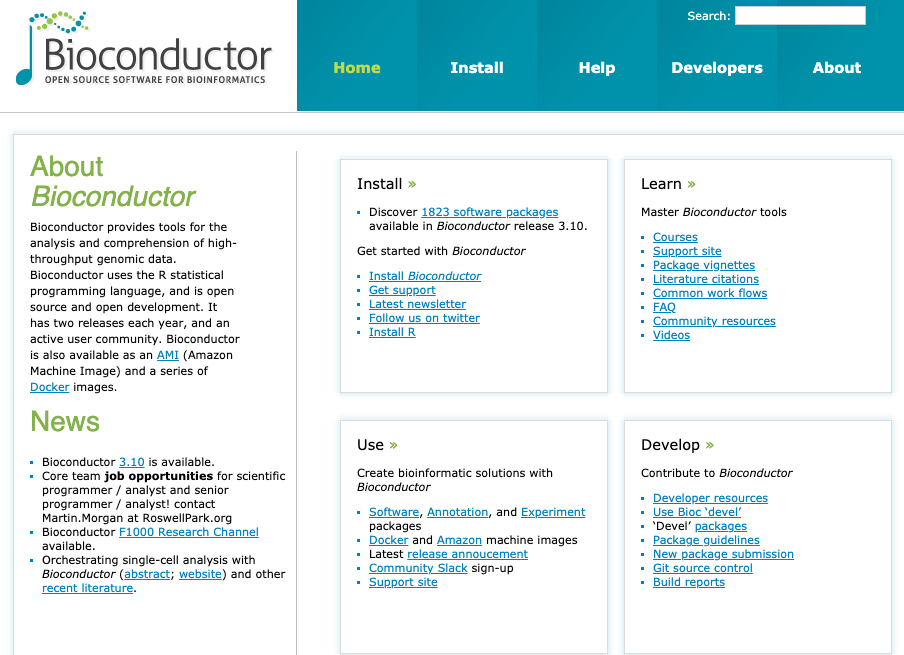 Bioconductor
OPEN SOURCE SOFTWARE FOR BIOINFORMATICS
Search:
Home
Install
Help
Developers
About
About
Bioconductor
Bioconductor provides tools for the
analysis and comprehension of high-
throughput genomic data.
Bioconductor uses the R statistical
programming language, and is open
source and open development. It
has two releases each year, and an
active user community. Bioconductor
is also available as an AMI (Amazon
Machine Image) and a series of
Docker images.
News
Bioconductor 3.10 is available.
Core team job opportunities for scientific
programmer / analyst and senior
programmer / analyst! contact
Martin.Morgan at RoswellPark.org
Bioconductor F1000 Research Channel
available.
Orchestrating single-cell analysis with
Bioconductor (abstract; website) and other
recent literature.
Install »
Discover 1823 software packages
available in Bioconductor release 3.10.
Get started with Bioconductor
Install Bioconductor
Get support
Latest newsletter
Follow us on twitter
Install R
Learn »
Master Bioconductor tools
Courses
Support site
Package vignettes
Literature citations
Common work flows
FAQ
Community resources
Videos
Use »
Create bioinformatic solutions with
Bioconductor
Software, Annotation, and Experiment
packages
Docker and Amazon machine images
Latest release annoucement
Community Slack sign-up
Support site
Develop »
Contribute to Bioconductor
Developer resources
Use Bioc ‘devel’
‘Devel’ packages
Package guidelines
New package submission
Git source control
Build reports